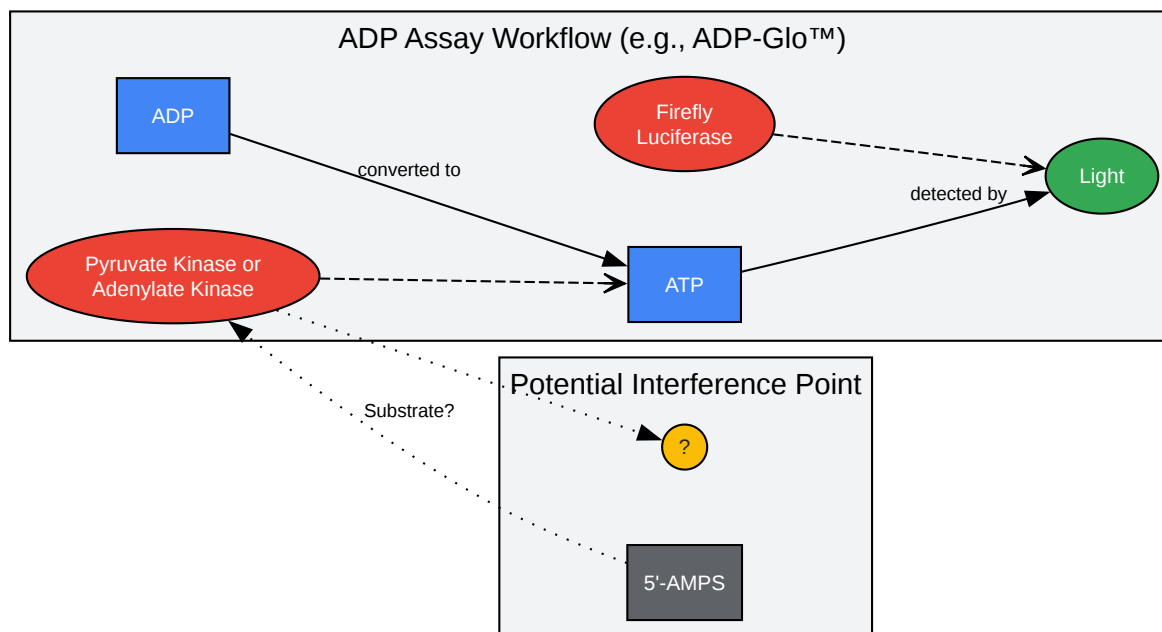 ADP Assay Workflow (e.g., ADP-Glo™)
ADP
Firefly
Luciferase
converted to
Light
detected by
Pyruvate Kinase or
Adenylate Kinase
ATP
Potential Interference Point
Substrate?
?
5'-AMPS